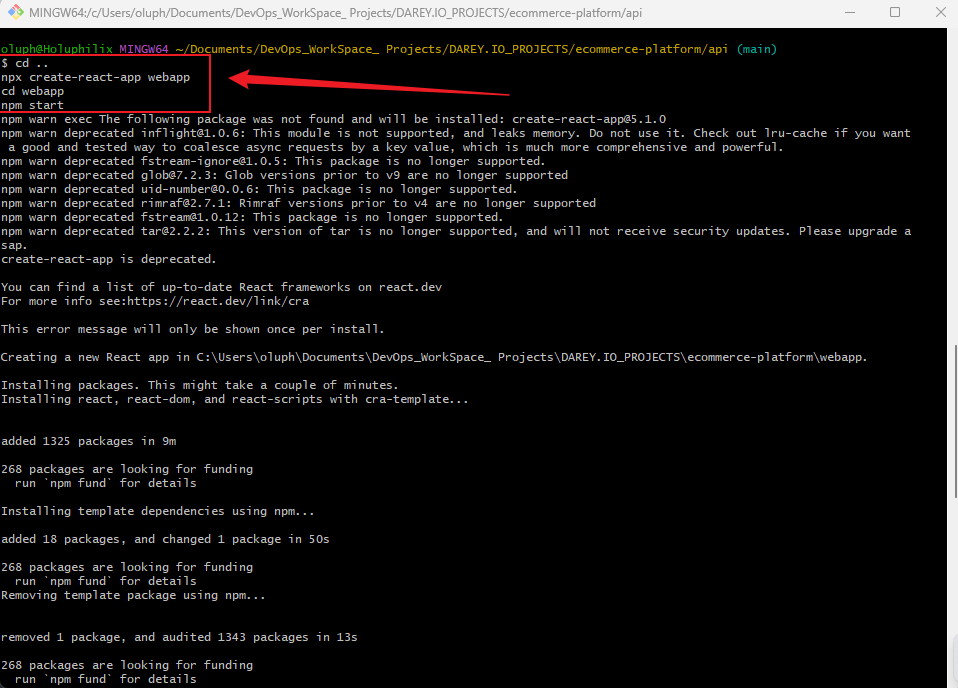 MINGW64:/c/Users/oluph/Documents/DevOps_WorkSpace_ Projects/DAREY.IO_PROJECTS/ecommerce-platform/api
oluph@Holuphilix MINGW64 ~/Documents/DevOps_WorkSpace_ Projects/DAREY.IO_PROJECTS/ecommerce-platform/api (main)
$ cd ..
npx create-react-app webapp
cd webapp
npm start
npm warn exec The following package was not found and will be installed: create-react-app@5.1.0
npm warn deprecated inflight@1.0.6: This module is not supported, and leaks memory. Do not use it. Check out lru-cache if you want
 a good and tested way to coalesce async requests by a key value, which is much more comprehensive and powerful.
npm warn deprecated fstream-ignore@1.0.5: This package is no longer supported.
npm warn deprecated glob@7.2.3: Glob versions prior to v9 are no longer supported
npm warn deprecated uid-number@0.0.6: This package is no longer supported.
npm warn deprecated rimraf@2.7.1: Rimraf versions prior to v4 are no longer supported
npm warn deprecated fstream@1.0.12: This package is no longer supported.
npm warn deprecated tar@2.2.2: This version of tar is no longer supported, and will not receive security updates. Please upgrade a
sap.
create-react-app is deprecated.
You can find a list of up-to-date React frameworks on react.dev
For more info see:https://react.dev/link/cra
This error message will only be shown once per install.
Creating a new React app in C:\Users\oluph\Documents\DevOps_WorkSpace_ Projects\DAREY.IO_PROJECTS\ecommerce-platform\webapp.
Installing packages. This might take a couple of minutes.
Installing react, react-dom, and react-scripts with cra-template...
added 1325 packages in 9m
268 packages are looking for funding
  run `npm fund` for details
Installing template dependencies using npm...
added 18 packages, and changed 1 package in 50s
268 packages are looking for funding
  run `npm fund` for details
Removing template package using npm...
removed 1 package, and audited 1343 packages in 13s
268 packages are looking for funding
  run `npm fund` for details